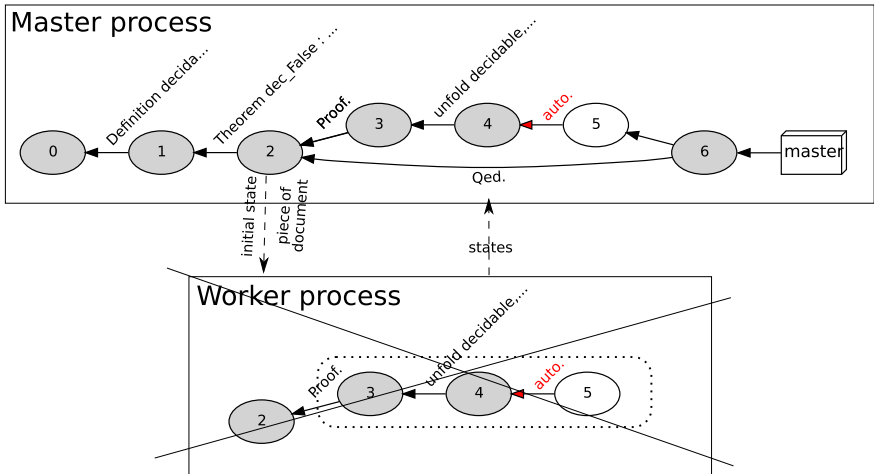 Master process
Definition decida...
Theorem dec_False : ...
Proof.
unfold decidable,...
auto.
0
1
2
3
4
5
6
master
Qed.
initial state
piece of
document
states
Worker process
Proof.
unfold decidable,...
auto.
2
3
4
5